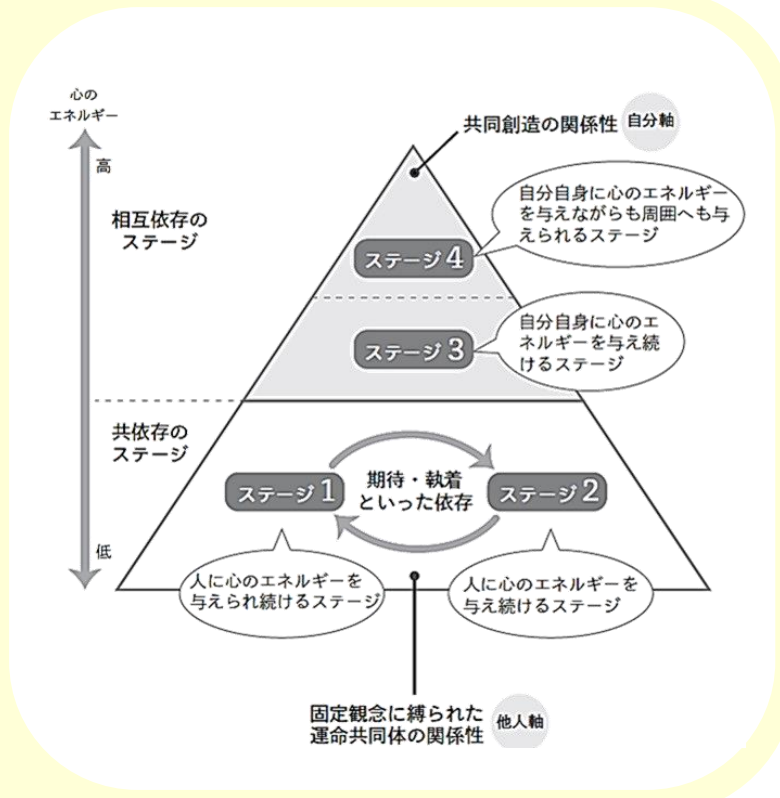 心の
エネルギー
高
共同創造の関係性
自分軸
相互依存の
ステージ
自分自身に心のエネルギー
を与えながらも周囲へも与
えられるステージ
ステージ4
自分自身に心のエ
ネルギーを与え続
けるステージ
ステージ3
共依存の
ステージ
ステージ1
期待・執着
といった依存
ステージ2
低
人に心のエネルギーを
与えられ続けるステージ
人に心のエネルギーを
与え続けるステージ
固定観念に縛られた
運命共同体の関係性
他人軸